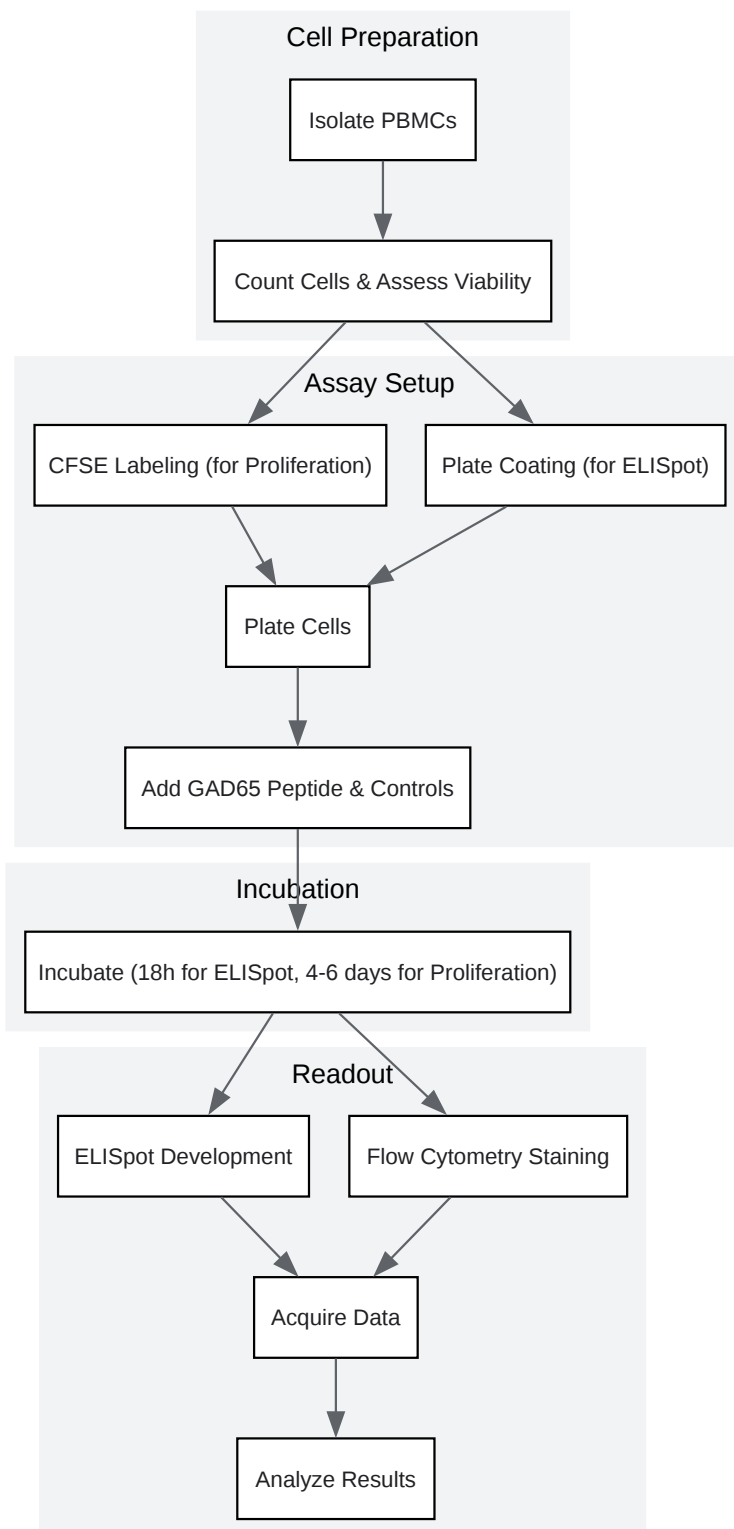 Cell Preparation
Isolate PBMCs
Count Cells & Assess Viability
Assay Setup
CFSE Labeling (for Proliferation)
Plate Coating (for ELISpot)
Plate Cells
Add GAD65 Peptide & Controls
Incubation
Incubate (18h for ELISpot, 4-6 days for Proliferation)
Readout
ELISpot Development
Flow Cytometry Staining
Acquire Data
Analyze Results